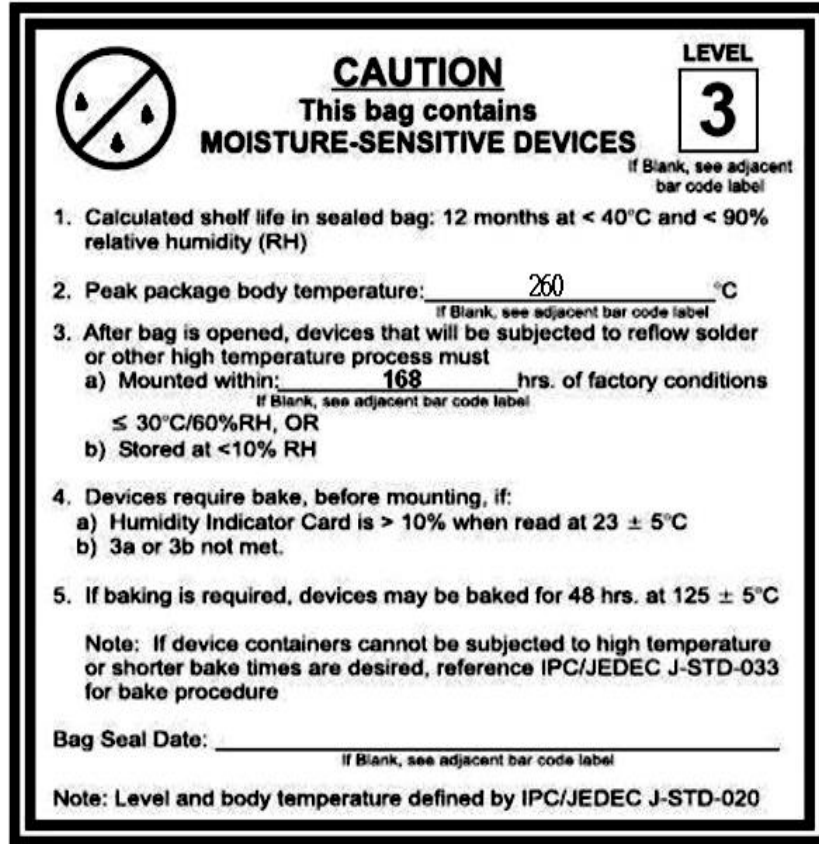 CAUTION
This bag contains
MOISTURE-SENSITIVE DEVICES
LEVEL
3
If Blank, see adjacent
bar code label
1. Calculated shelf life in sealed bag: 12 months at < 40°C and < 90%
relative humidity (RH)
2. Peak package body temperature: 260 °C
If Blank, see adjacent bar code label
3. After bag is opened, devices that will be subjected to reflow solder
or other high temperature process must
a) Mounted within: 168 hrs. of factory conditions
If Blank, see adjacent bar code label
≤ 30°C/60%RH, OR
b) Stored at <10% RH
4. Devices require bake, before mounting, if:
a) Humidity Indicator Card is > 10% when read at 23 ± 5°C
b) 3a or 3b not met.
5. If baking is required, devices may be baked for 48 hrs. at 125 ± 5°C
Note: If device containers cannot be subjected to high temperature
or shorter bake times are desired, reference IPC/JEDEC J-STD-033
for bake procedure
Bag Seal Date:
If Blank, see adjacent bar code label
Note: Level and body temperature defined by IPC/JEDEC J-STD-020